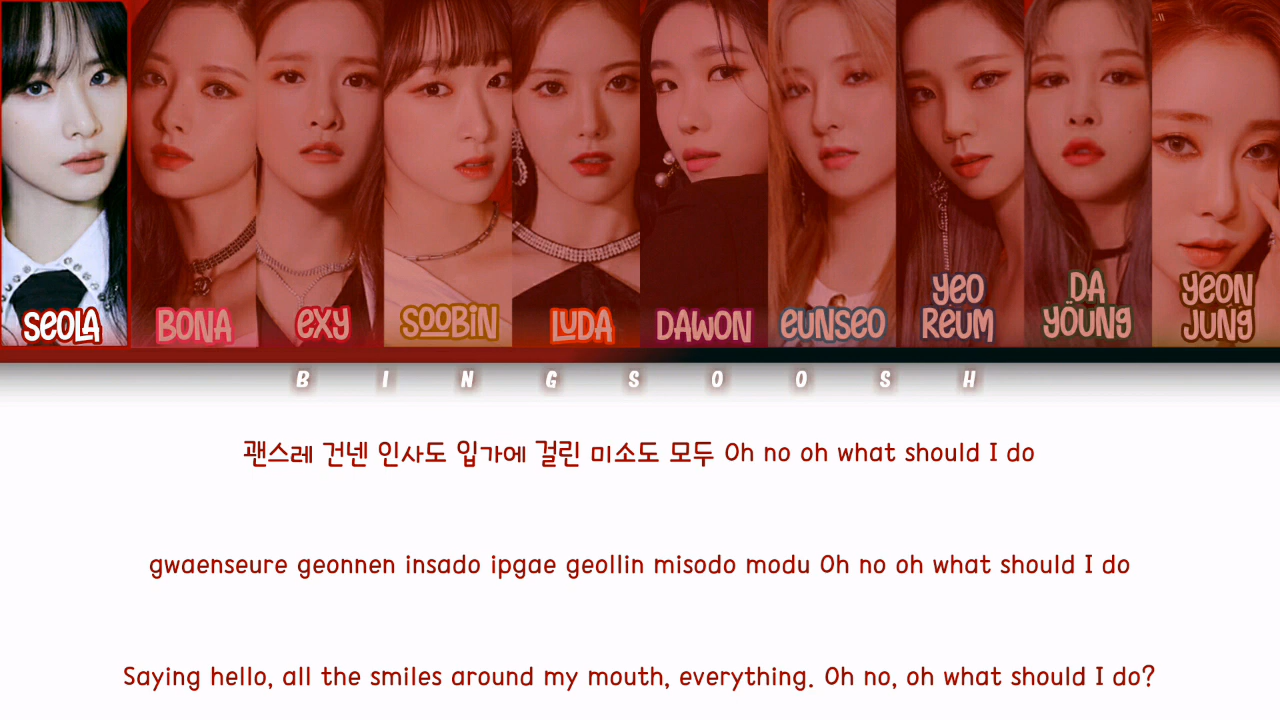 SEOLA BONA EXY SOOBIN LUDA DAWON EUNSEO YEO REUM DA YOUNG YEON JUNG
B I N G S O O S H
괜스레 건넨 인사도 입가에 걸린 미소도 모두 Oh no oh what should I do
gwaenseure geonnen insado ipgae geollin misodo modu Oh no oh what should I do
Saying hello, all the smiles around my mouth, everything. Oh no, oh what should I do?